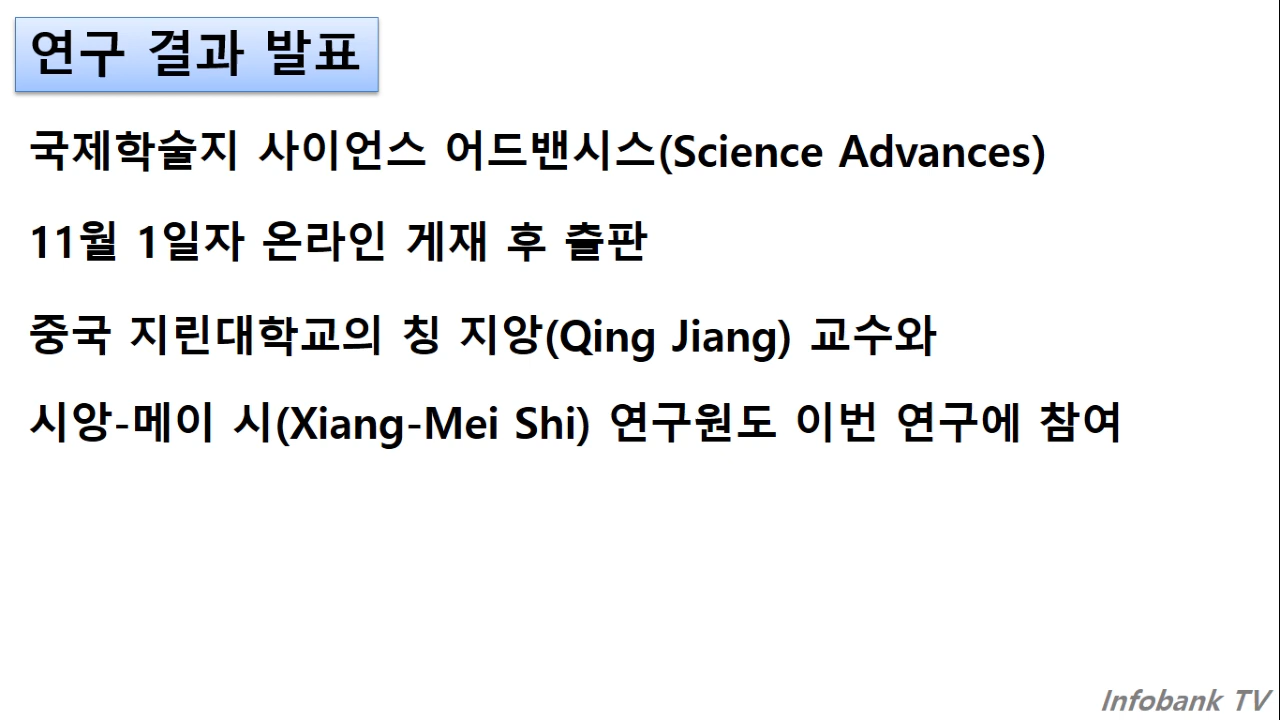 연구 결과 발표
국제학술지 사이언스 어드밴시스(Science Advances)
11월 1일자 온라인 게재 후 출판
중국 지린대학교의 칭 지앙(Qing Jiang) 교수와
시앙-메이 시(Xiang-Mei Shi) 연구원도 이번 연구에 참여
Infobank TV